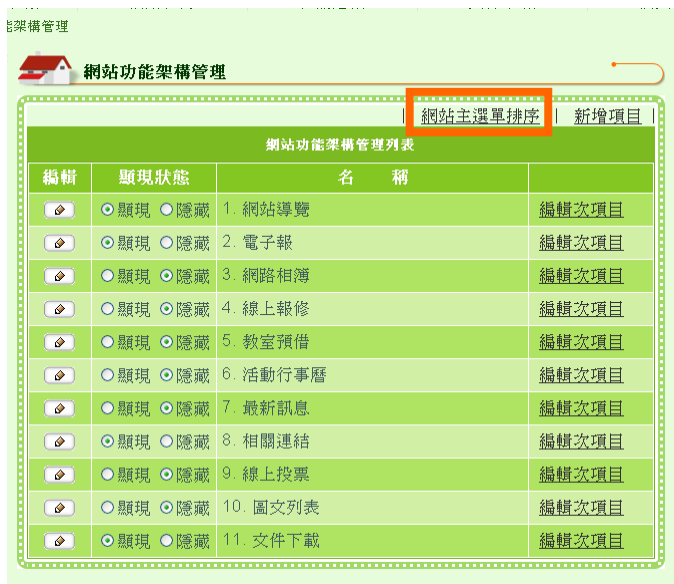 架構管理
網站功能架構管理
| 網站主選單排序 | 新增項目 |
網站功能架構管理列表
編輯 顯現狀態 名 稱
顯現 隱藏 1. 網站導覽 編輯次項目
顯現 隱藏 2. 電子報 編輯次項目
顯現 隱藏 3. 網路相簿 編輯次項目
顯現 隱藏 4. 線上報修 編輯次項目
顯現 隱藏 5. 教室預借 編輯次項目
顯現 隱藏 6. 活動行事曆 編輯次項目
顯現 隱藏 7. 最新訊息 編輯次項目
顯現 隱藏 8. 相關連結 編輯次項目
顯現 隱藏 9. 線上投票 編輯次項目
顯現 隱藏 10. 圖文列表 編輯次項目
顯現 隱藏 11. 文件下載 編輯次項目